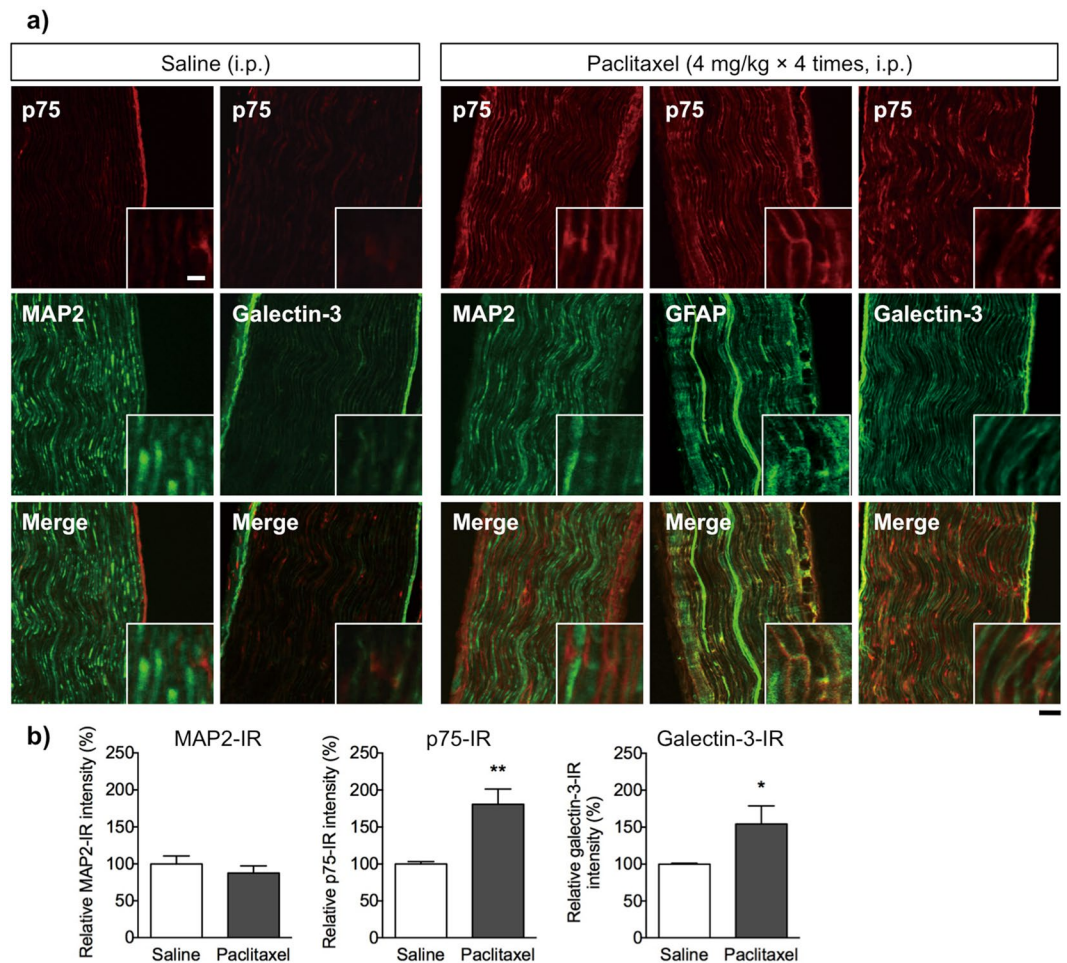 a)
Saline (i.p.)
Paclitaxel (4 mg/kg × 4 times, i.p.)
p75
p75
p75
p75
p75
MAP2
Galectin-3
MAP2
GFAP
Galectin-3
Merge
Merge
Merge
Merge
Merge
b)
MAP2-IR
Relative MAP2-IR intensity (%)
250
200
150
100
50
0
Saline
Paclitaxel
p75-IR
Relative p75-IR intensity (%)
250
200
150
100
50
0
**
Saline
Paclitaxel
Galectin-3-IR
Relative galectin-3-IR
intensity (%)
250
200
150
100
50
0
*
Saline
Paclitaxel